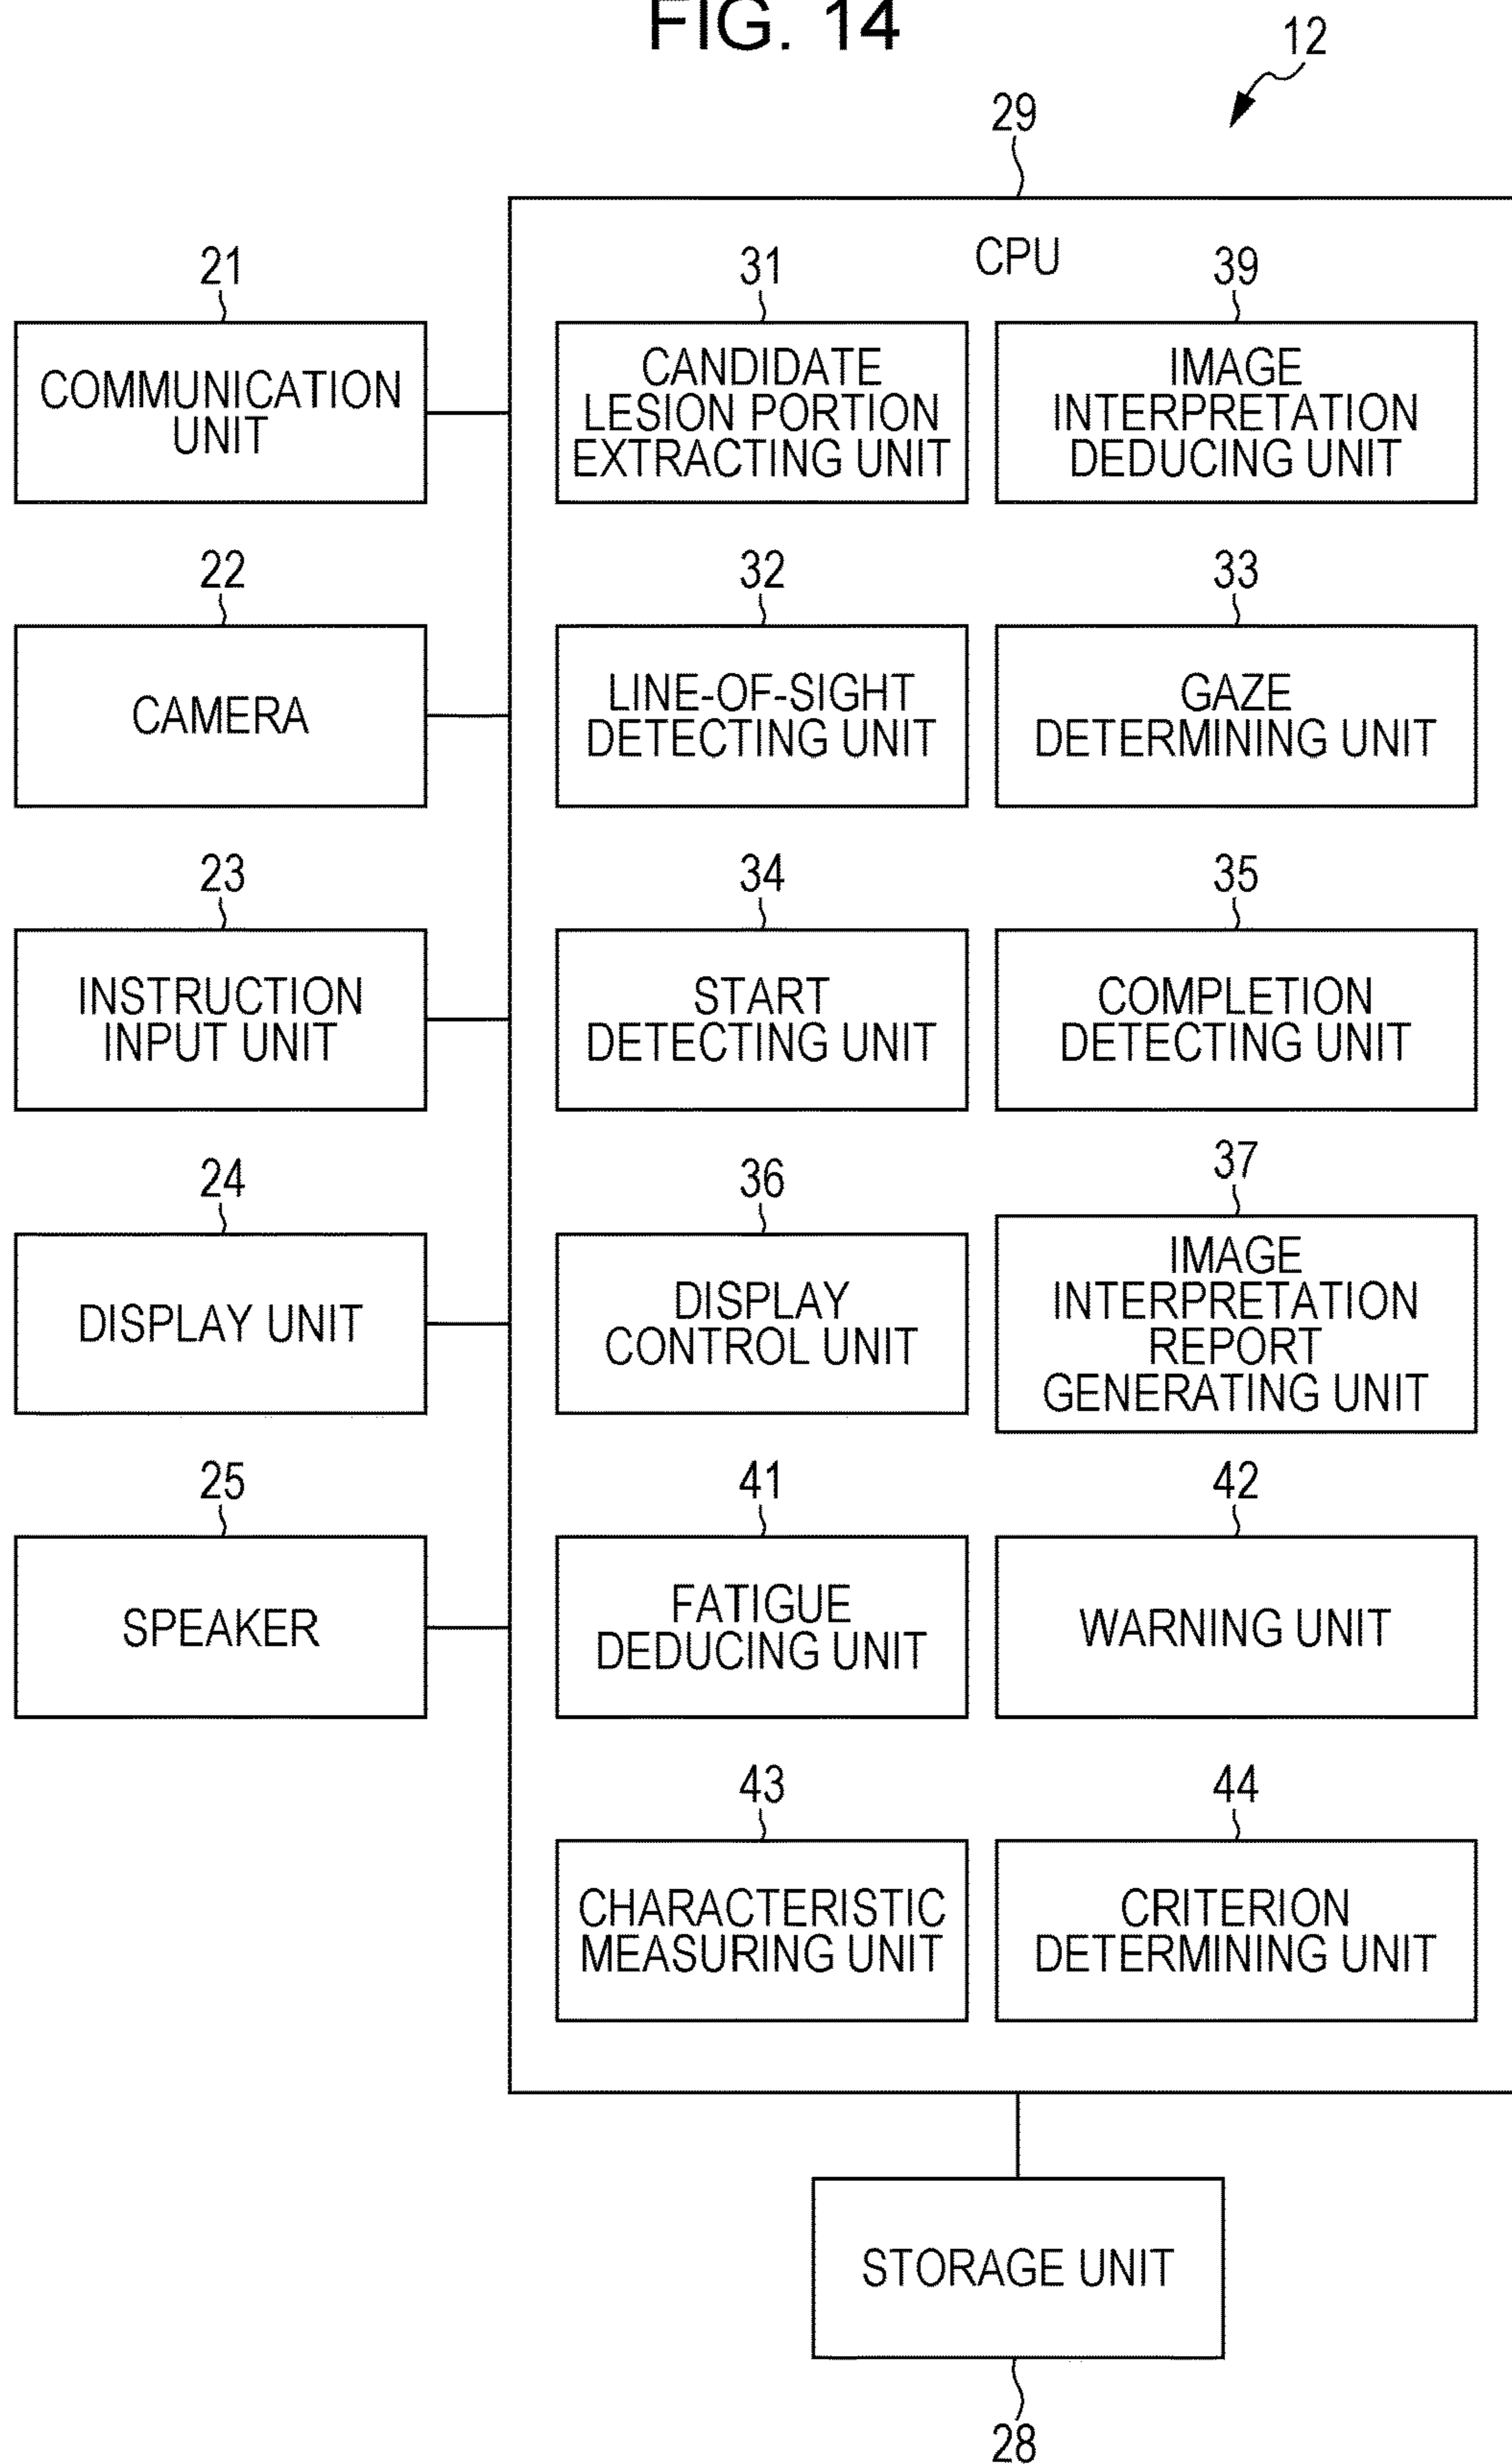 FIG. 14
12
29
CPU
21
COMMUNICATION
UNIT
31
CANDIDATE
LESION PORTION
EXTRACTING UNIT
39
IMAGE
INTERPRETATION
DEDUCING UNIT
22
CAMERA
32
LINE-OF-SIGHT
DETECTING UNIT
33
GAZE
DETERMINING UNIT
23
INSTRUCTION
INPUT UNIT
34
START
DETECTING UNIT
35
COMPLETION
DETECTING UNIT
24
DISPLAY UNIT
36
DISPLAY
CONTROL UNIT
37
IMAGE
INTERPRETATION
REPORT
GENERATING UNIT
25
SPEAKER
41
FATIGUE
DEDUCING UNIT
42
WARNING UNIT
43
CHARACTERISTIC
MEASURING UNIT
44
CRITERION
DETERMINING UNIT
STORAGE UNIT
28